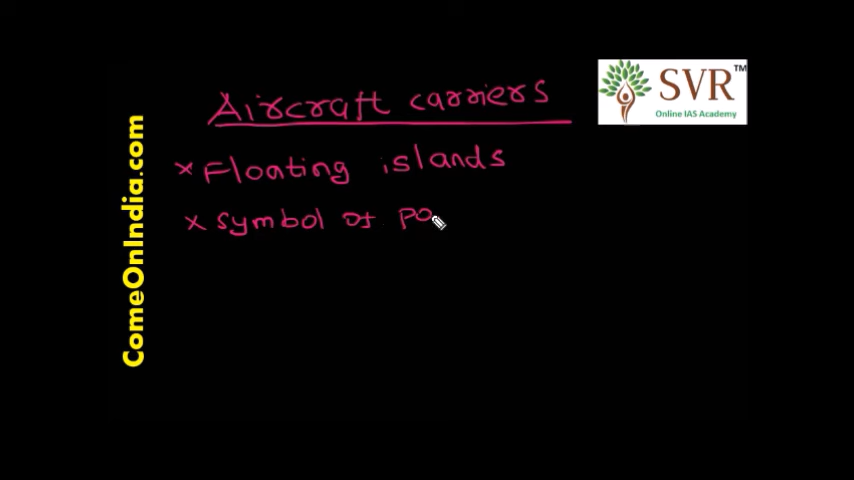 Aircraft carriers
x Floating islands
x symbol of po
ComeOnIndia.com
SVR TM
Online IAS Academy